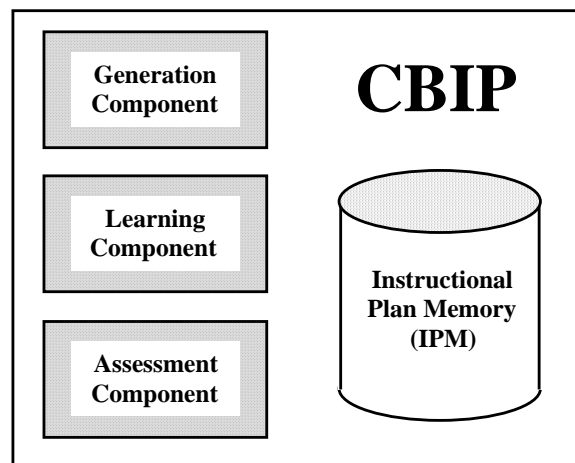 Generation
Component
CBIP
Learning
Component
Instructional
Plan Memory
(IPM)
Assessment
Component